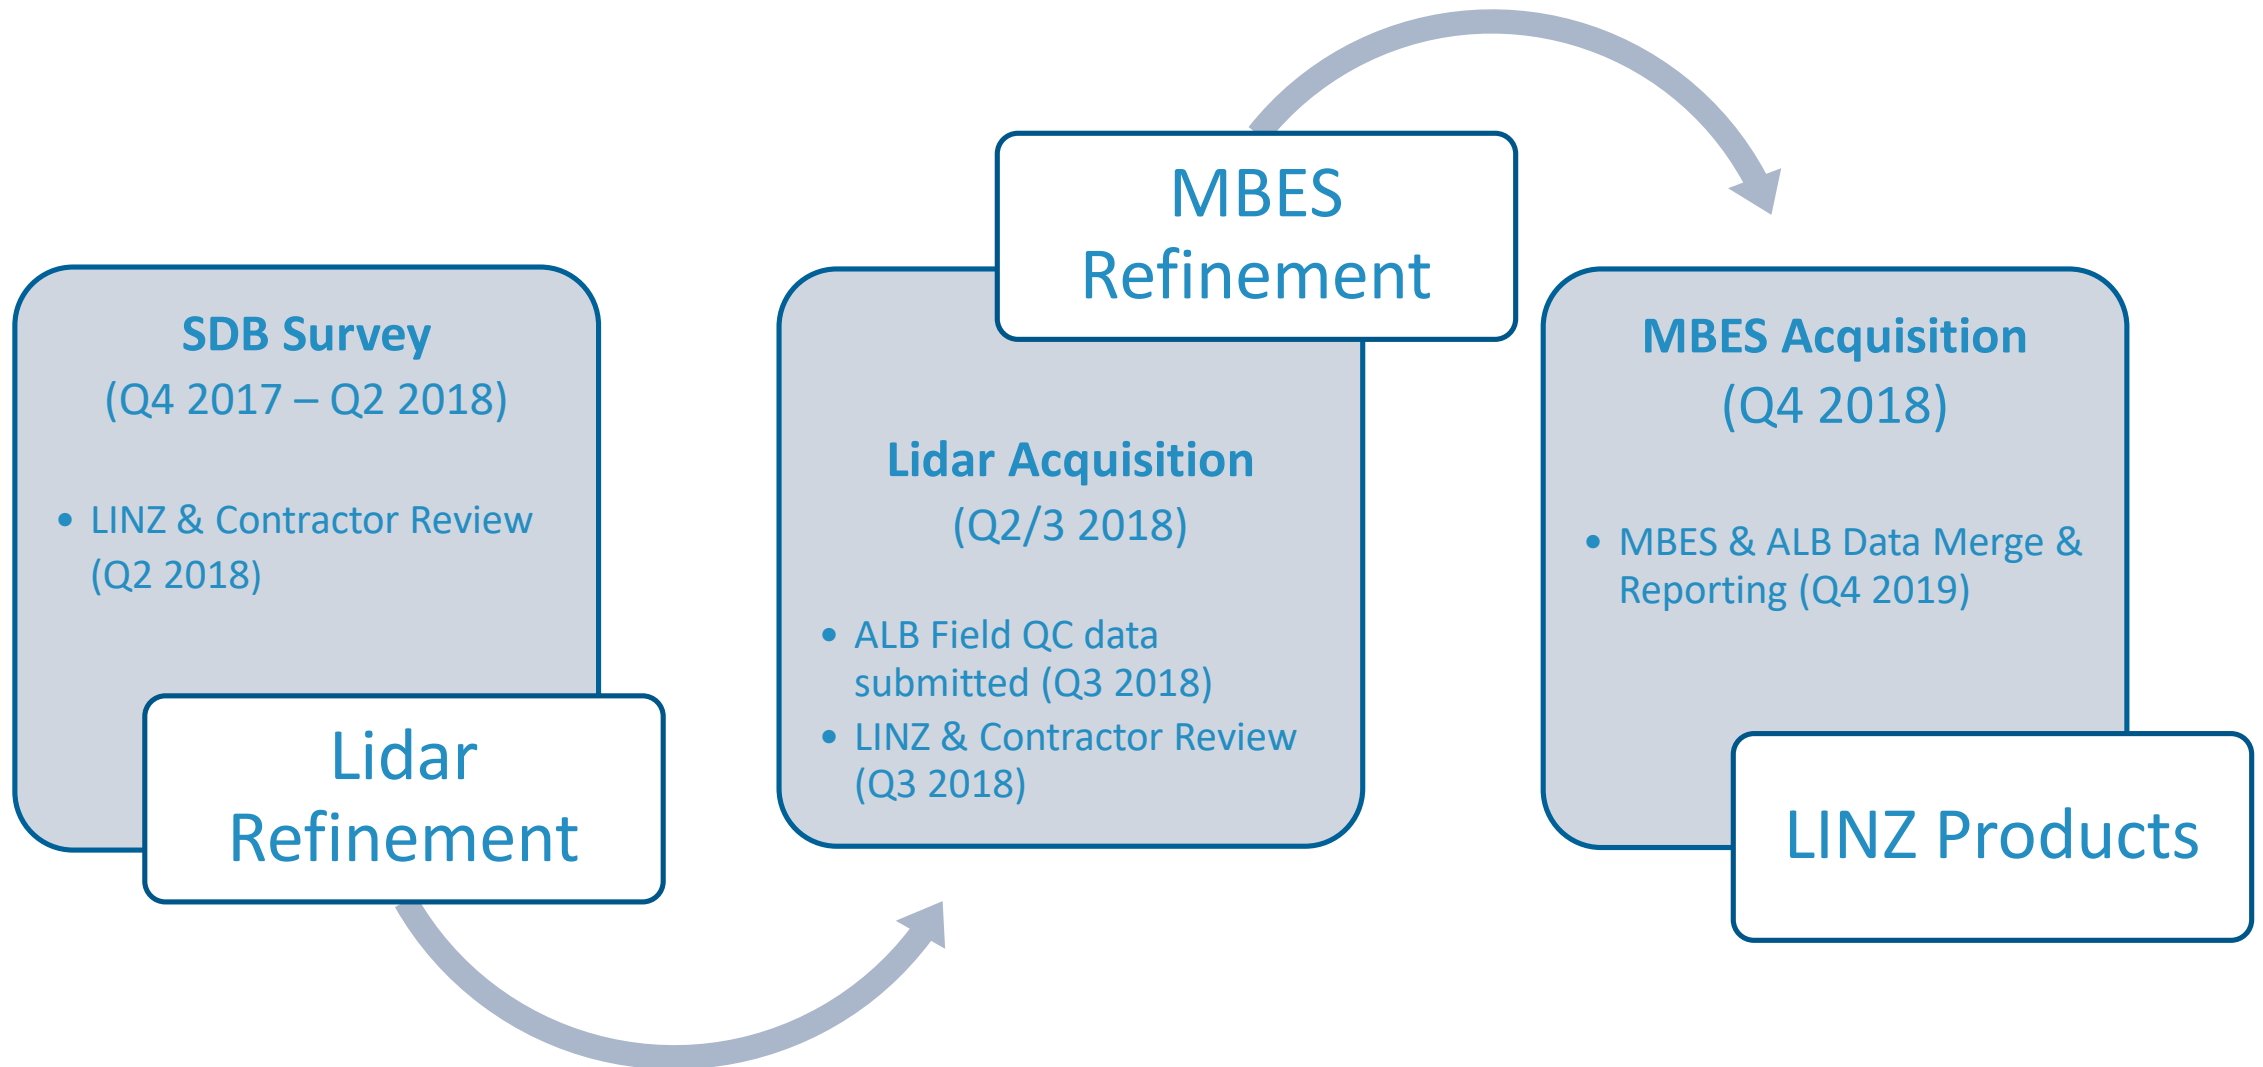 SDB Survey
(Q4 2017 – Q2 2018)
• LINZ & Contractor Review
(Q2 2018)
Lidar
Refinement
MBES
Refinement
Lidar Acquisition
(Q2/3 2018)
• ALB Field QC data
submitted (Q3 2018)
• LINZ & Contractor Review
(Q3 2018)
MBES Acquisition
(Q4 2018)
• MBES & ALB Data Merge &
Reporting (Q4 2019)
LINZ Products